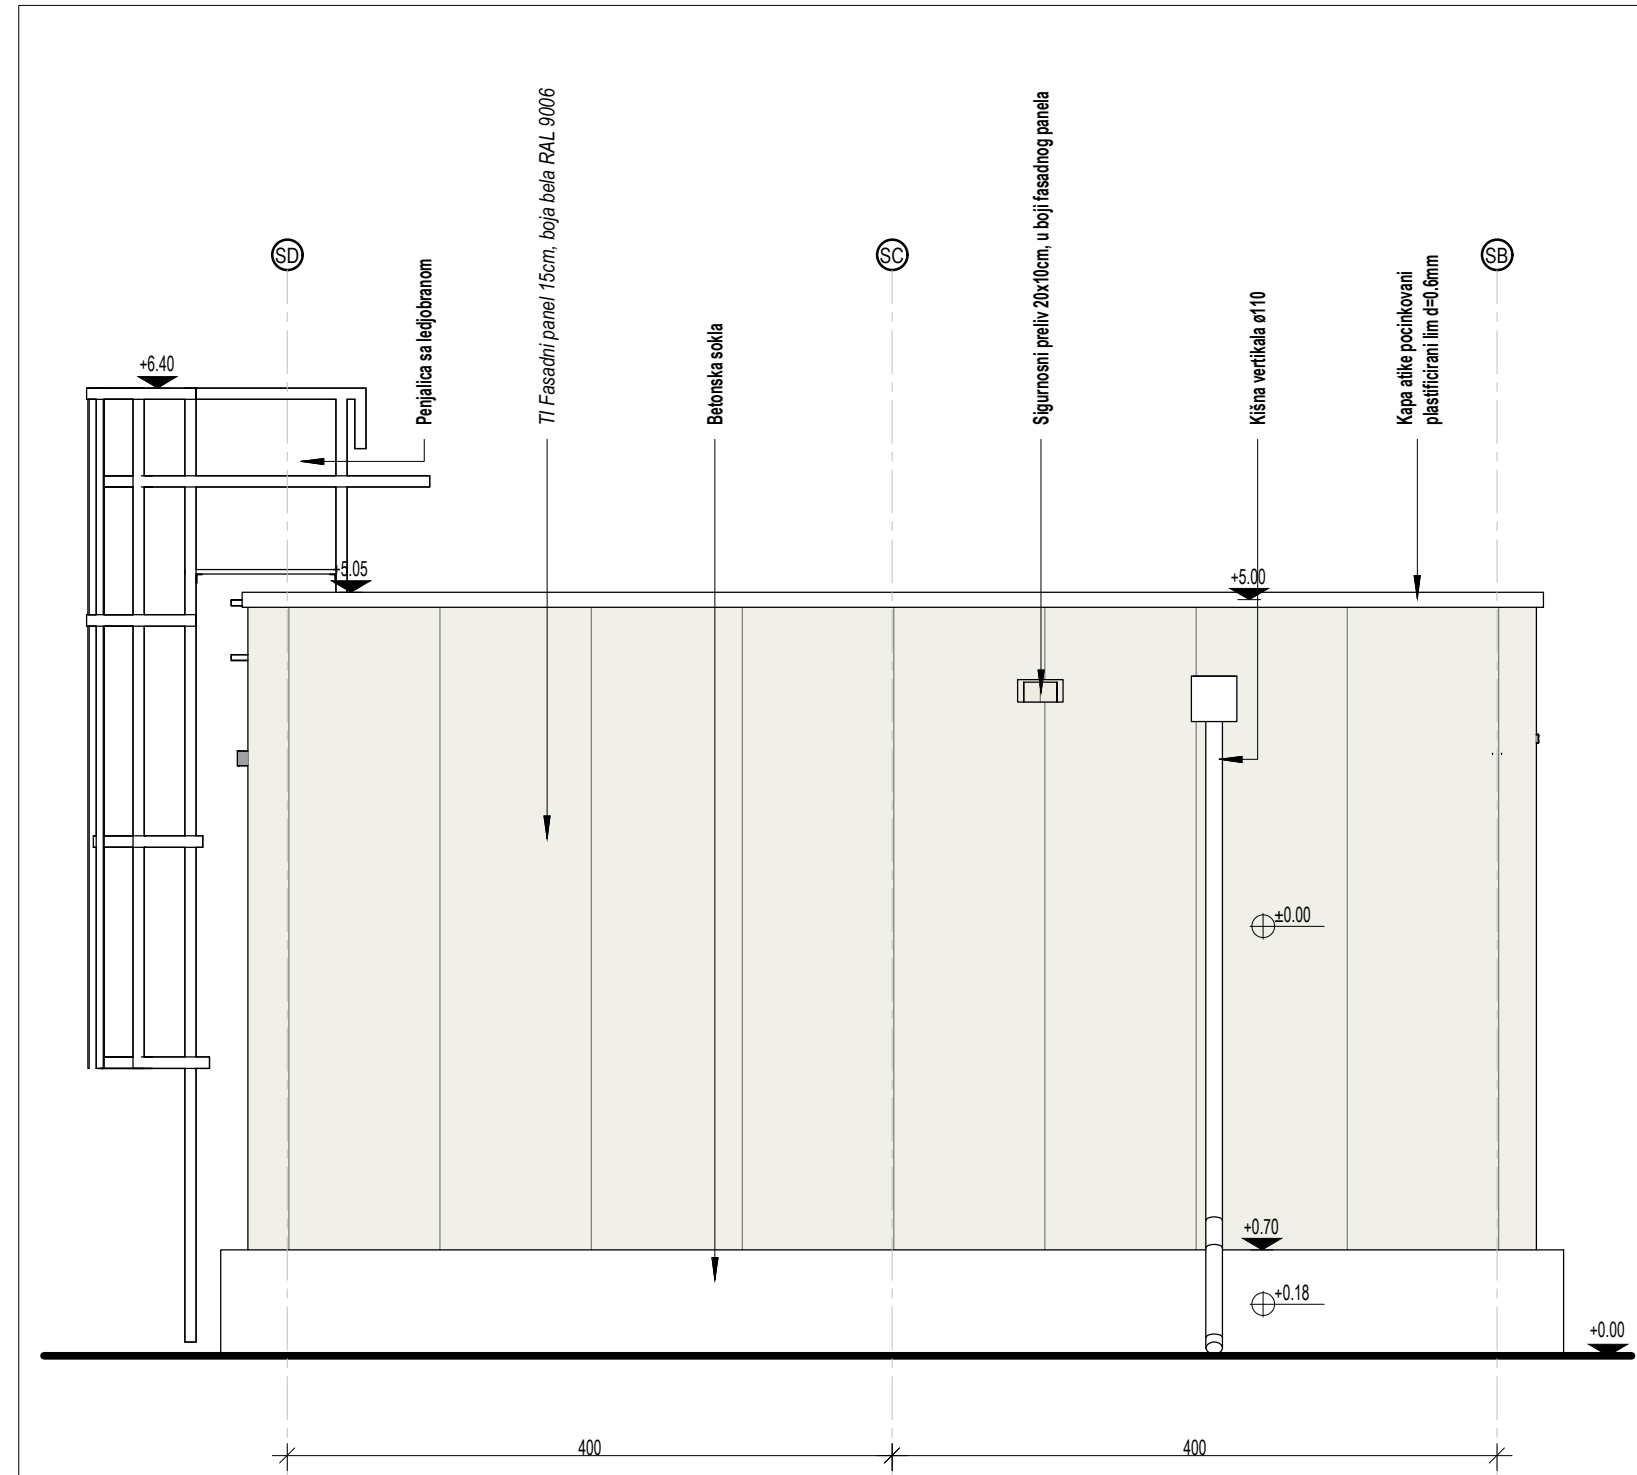 TI Fasadni panel 15cm, boja bela RAL 9006
Sigurnosni preliv 20x10cm, u boji fasadnog panela
SD
SC
SB
Penjalica sa ledjobranom
Betonska sokla
Kišna vertikala ø110
Kapa atike pocinkovani
plastificirani lim d=0.6mm
+6.40
+5.05
+5.00
±0.00
+0.70
+0.18
+0.00
400
400